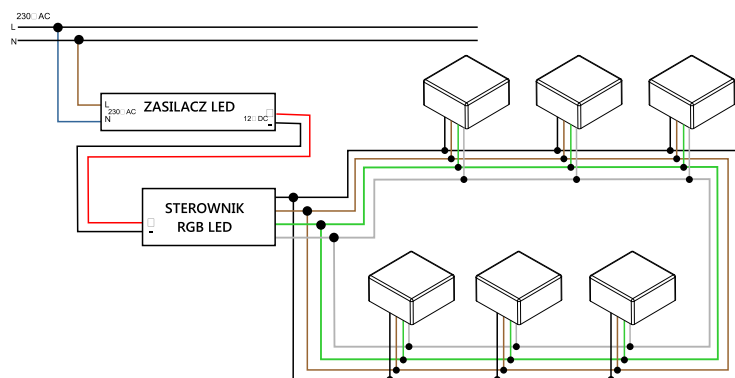 230□ AC
L
N
L
230□ AC
N
ZASILACZ LED
□
12□ DC
-
STEROWNIK
RGB LED
□
-